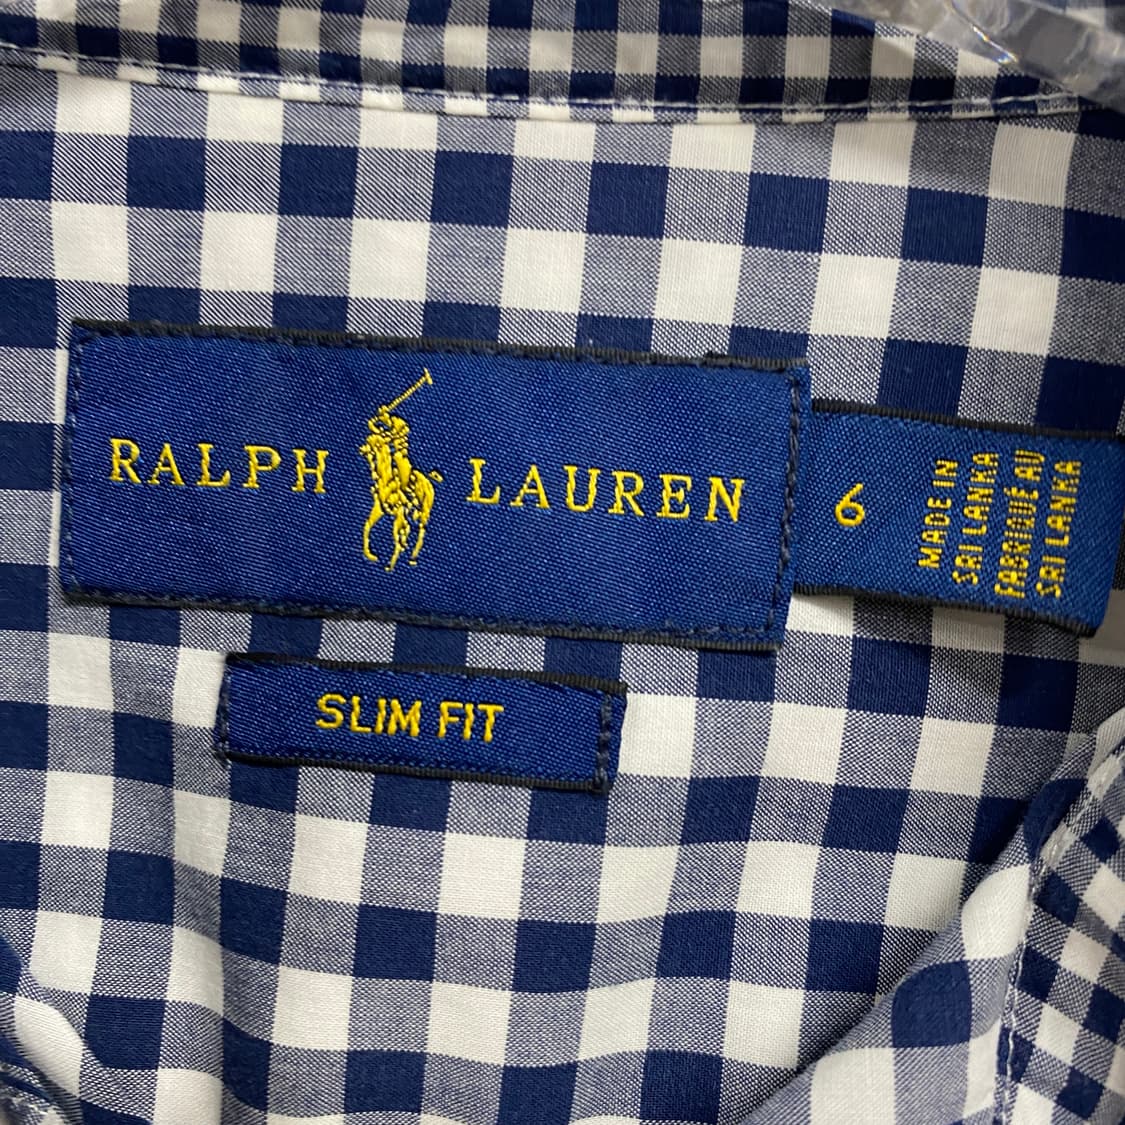 RALPH LAUREN
6
MADE IN
SRI LANKA
FABRIQUÉ AU
SRI LANKA
SLIM FIT